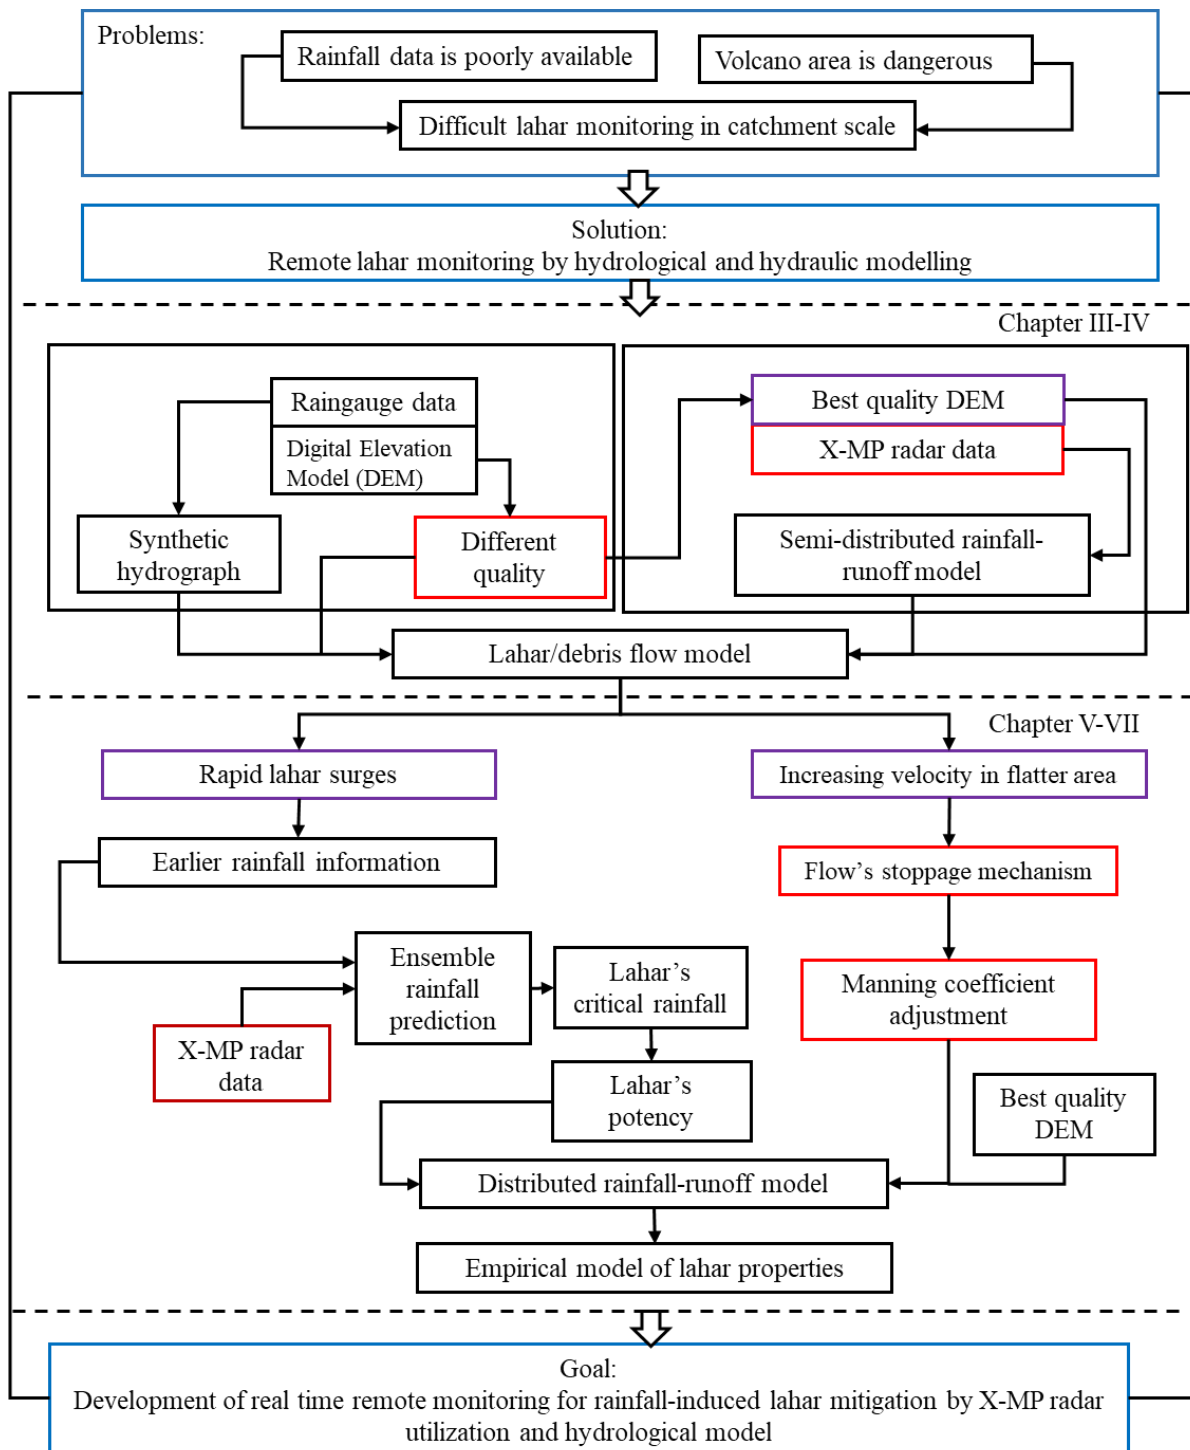 Problems:
Rainfall data is poorly available
Volcano area is dangerous
Difficult lahar monitoring in catchment scale
Solution:
Remote lahar monitoring by hydrological and hydraulic modelling
Chapter III-IV
Raingauge data
Digital Elevation
Model (DEM)
Synthetic
hydrograph
Different
quality
Best quality DEM
X-MP radar data
Semi-distributed rainfall-
runoff model
Lahar/debris flow model
Chapter V-VII
Rapid lahar surges
Increasing velocity in flatter area
Earlier rainfall information
Flow’s stoppage mechanism
Ensemble
rainfall
prediction
Lahar’s
critical rainfall
Manning coefficient
adjustment
X-MP radar
data
Lahar’s
potency
Best quality
DEM
Distributed rainfall-runoff model
Empirical model of lahar properties
Goal:
Development of real time remote monitoring for rainfall-induced lahar mitigation by X-MP radar
utilization and hydrological model